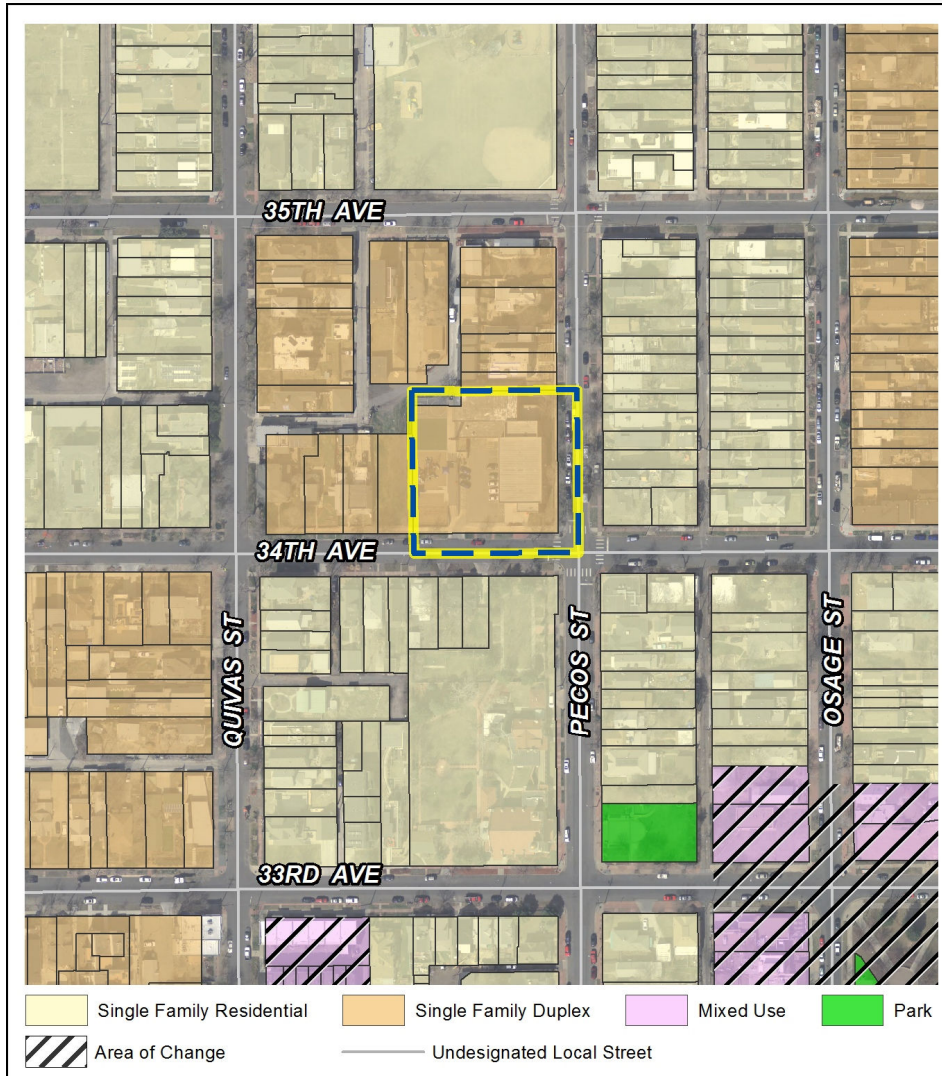 35TH AVE
34TH AVE
QUIVAS ST
PECOS ST
OSAGE ST
33RD AVE
Single Family Residential
Single Family Duplex
Mixed Use
Park
Area of Change
Undesignated Local Street